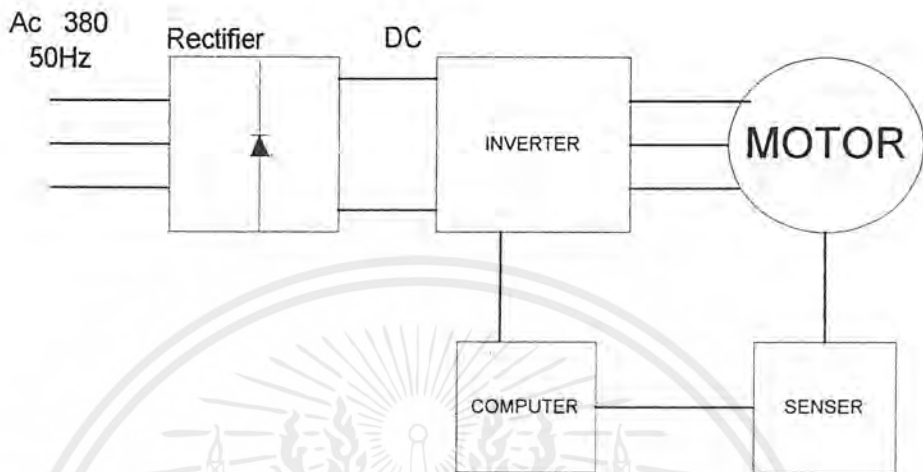 Ac 380
50Hz
Rectifier
DC
INVERTER
MOTOR
COMPUTER
SENSER